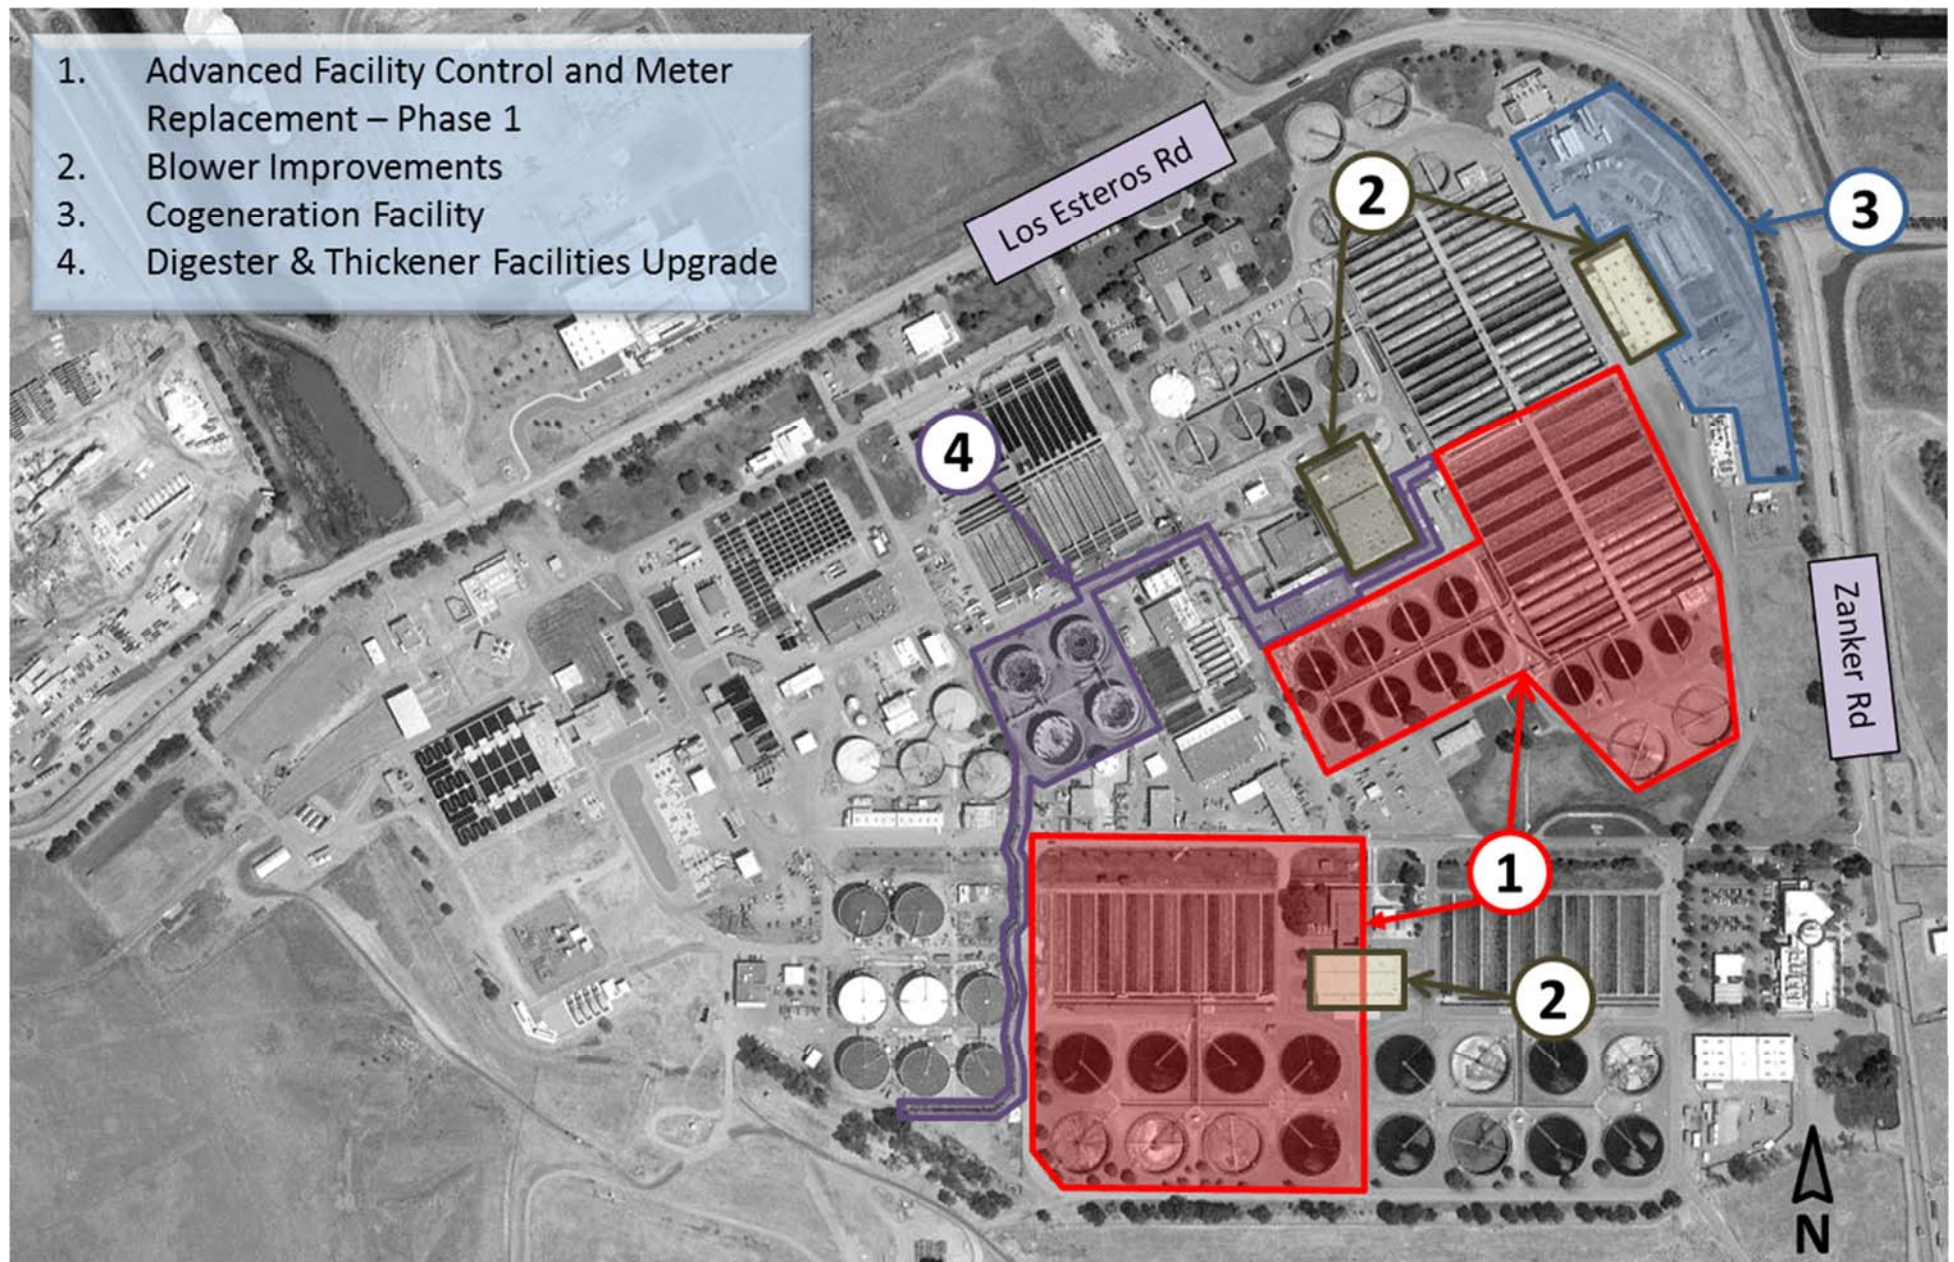 1. Advanced Facility Control and Meter
Replacement – Phase 1
2. Blower Improvements
3. Cogeneration Facility
4. Digester & Thickener Facilities Upgrade
Los Esteros Rd
2
3
4
Zanker Rd
1
2
N